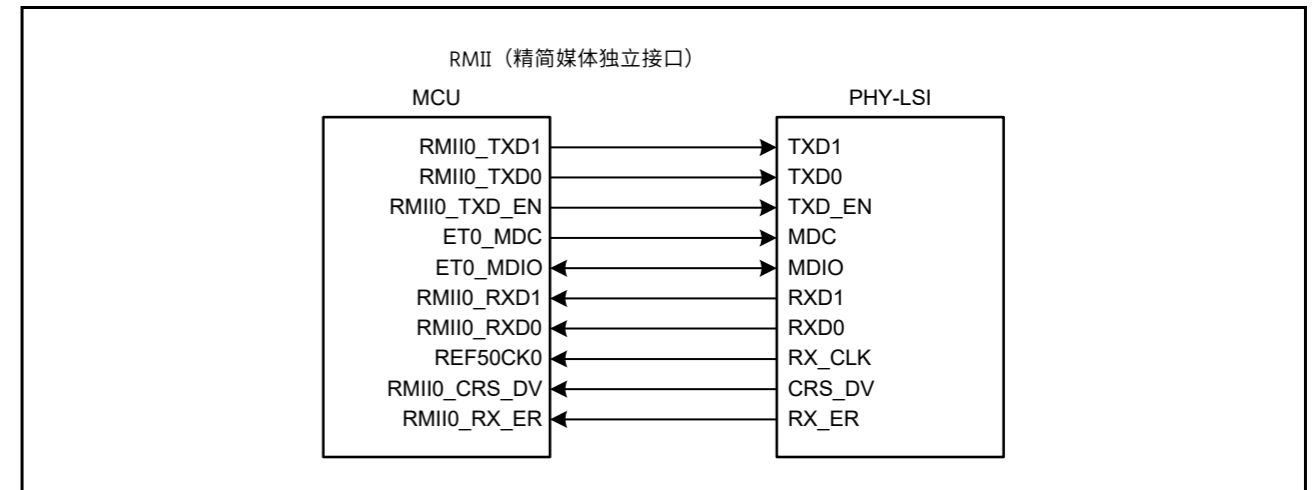 RMII（精简媒体独立接口）
MCU PHY-LSI
RMII0_TXD1 TXD1
RMII0_TXD0 TXD0
RMII0_TXD_EN TXD_EN
ET0_MDC MDC
ET0_MDIO MDIO
RMII0_RXD1 RXD1
RMII0_RXD0 RXD0
REF50CK0 RX_CLK
RMII0_CRS_DV CRS_DV
RMII0_RX_ER RX_ER